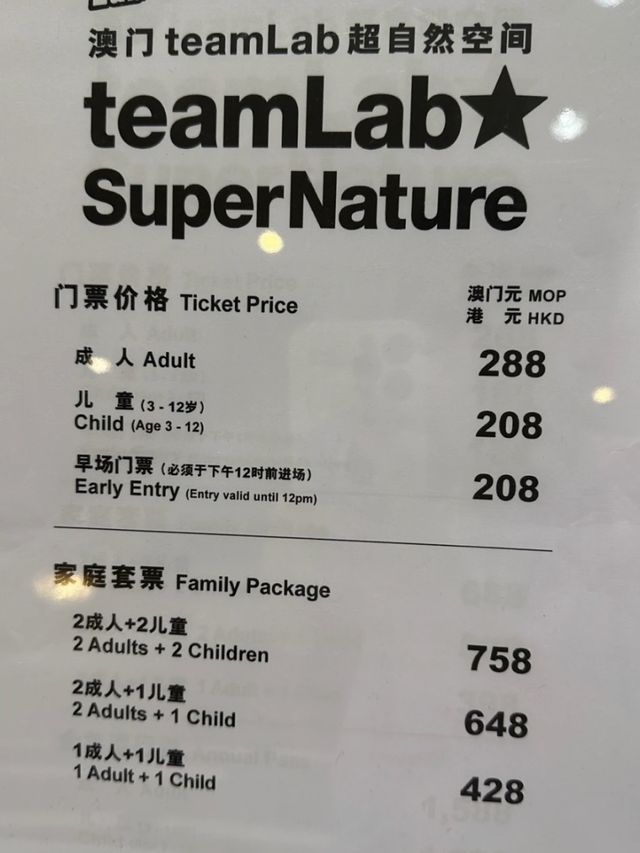 澳门 teamLab 超自然空间
teamLab★
SuperNature
门票价格 Ticket Price
澳门元 MOP
港 元 HKD
成 人 Adult 288
儿 童 (3 - 12岁)
Child (Age 3 - 12) 208
早场门票 (必须于下午12时前进场)
Early Entry (Entry valid until 12pm) 208
家庭套票 Family Package
2成人+2儿童
2 Adults + 2 Children 758
2成人+1儿童
2 Adults + 1 Child 648
1成人+1儿童
1 Adult + 1 Child 428